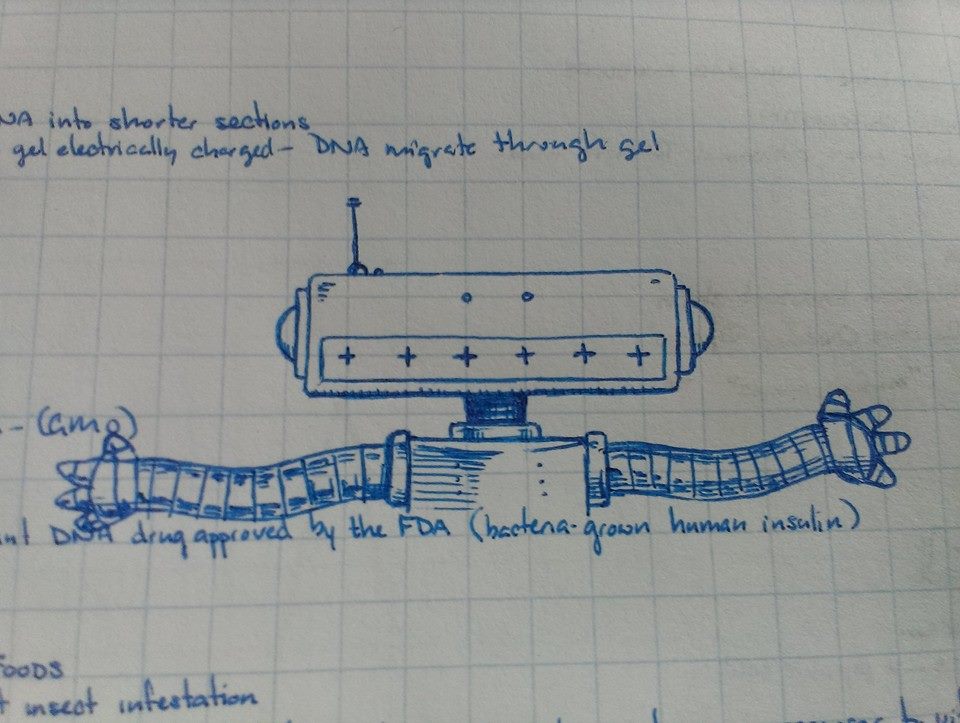 NA into shorter sections
gel electrically charged - DNA migrate through gel
- (amo)
nt DNA drug approved by the FDA (bacteria-grown human insulin)
FOODS
t insect infestation